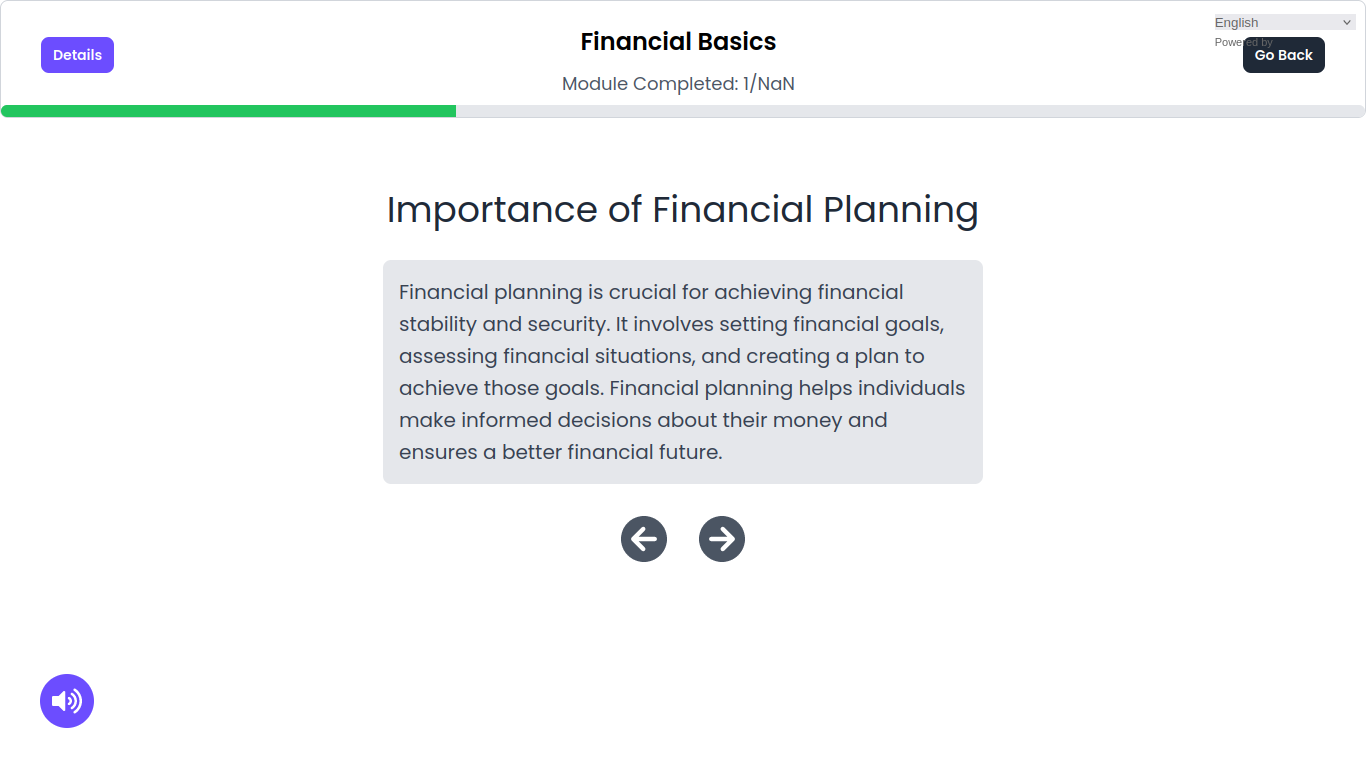 Details
Financial Basics
Module Completed: 1/NaN
English
Powered by
Go Back
Importance of Financial Planning
Financial planning is crucial for achieving financial
stability and security. It involves setting financial goals,
assessing financial situations, and creating a plan to
achieve those goals. Financial planning helps individuals
make informed decisions about their money and
ensures a better financial future.